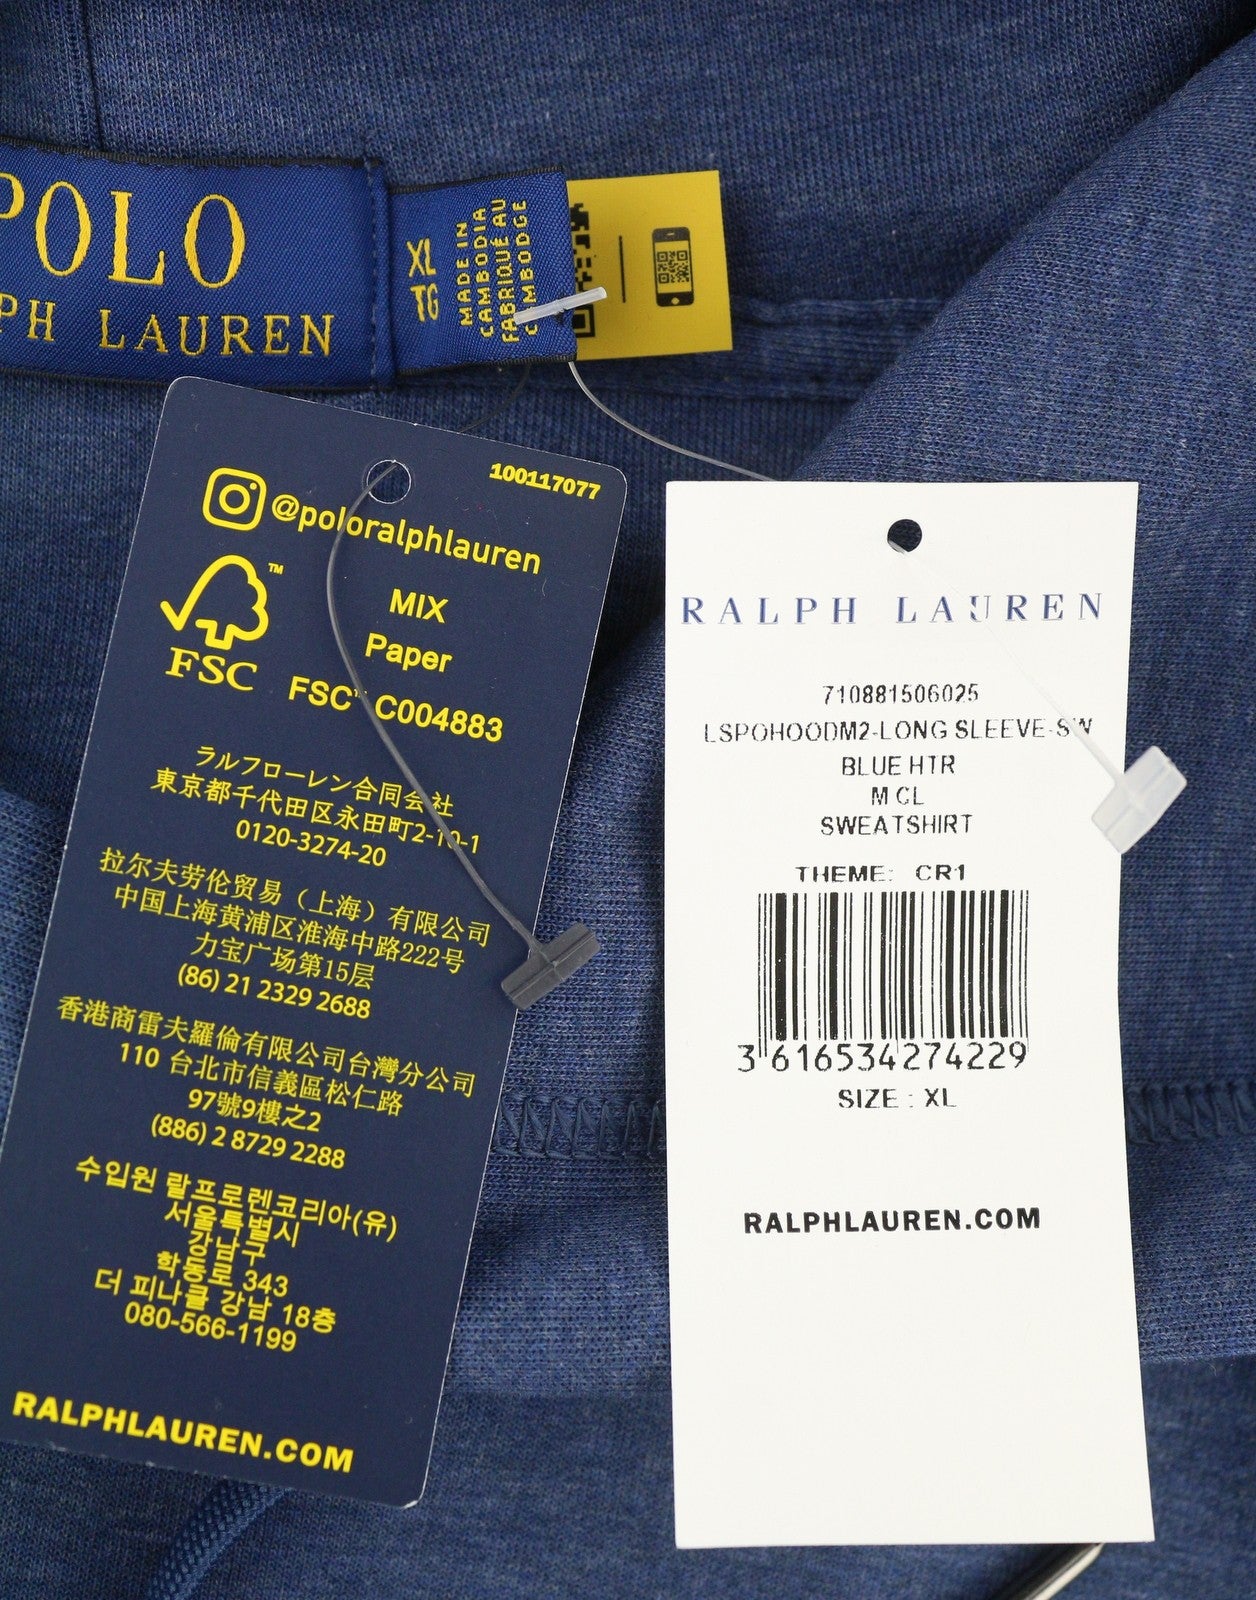 POLO
PH LAUREN
XL
TG
MADE IN
CAMBODIA
FABRIQUÉ AU
CMBODGE
100117077
@poloralphlauren
™
FSC
MIX
Paper
FSC™ C004883
ラルフローレン合同会社
東京都千代田区永田町2-10-1
0120-3274-20
拉尔夫劳伦贸易（上海）有限公司
中国上海黄浦区淮海中路222号
力宝广场第15层
(86) 21 2329 2688
香港商雷夫羅倫有限公司台灣分公司
110 台北市信義區松仁路
97號9樓之2
(886) 2 8729 2288
수입원 랄프로렌코리아(유)
서울특별시
강남구
학동로 343
더 피나클 강남 18층
080-566-1199
RALPHLAUREN.COM
RALPH LAUREN
710881506025
LSPOHOODM2-LONG SLEEVE-SW
BLUE HTR
M CL
SWEATSHIRT
THEME: CR1
3616534274229
SIZE : XL
RALPHLAUREN.COM